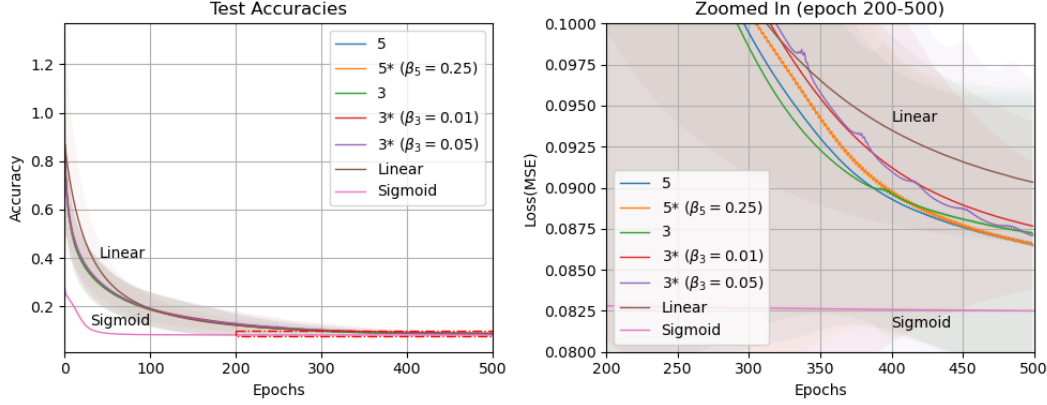 Test Accuracies
Accuracy
1.2
1.0
0.8
0.6
0.4
0.2
0
100
200
300
400
500
Epochs
5
5* (β₅ = 0.25)
3
3* (β₃ = 0.01)
3* (β₃ = 0.05)
Linear
Sigmoid
Linear
Sigmoid
Zoomed In (epoch 200-500)
Loss(MSE)
0.1000
0.0975
0.0950
0.0925
0.0900
0.0875
0.0850
0.0825
0.0800
200
250
300
350
400
450
500
Epochs
Linear
5
5* (β₅ = 0.25)
3
3* (β₃ = 0.01)
3* (β₃ = 0.05)
Linear
Sigmoid
Sigmoid